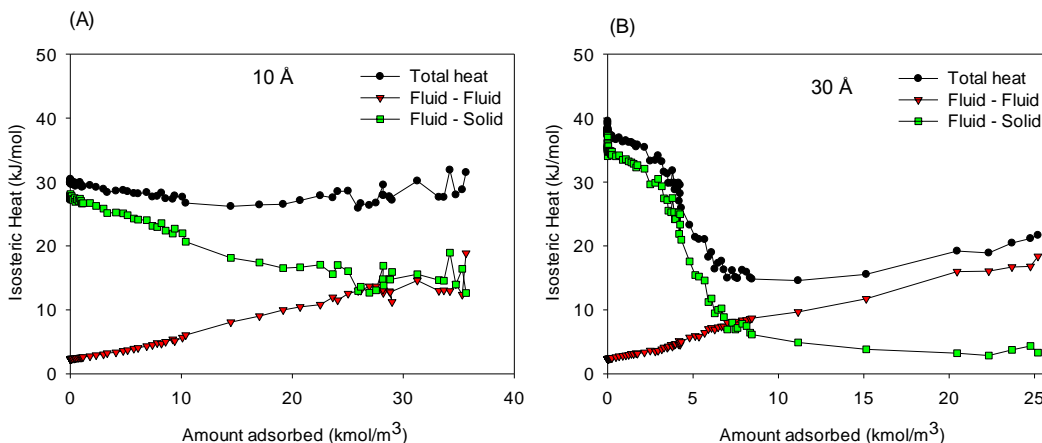 (A)
10 Å
Total heat
Fluid - Fluid
Fluid - Solid
Isosteric Heat (kJ/mol)
50
40
30
20
10
0
0 10 20 30 40
Amount adsorbed (kmol/m³)
(B)
30 Å
Total heat
Fluid - Fluid
Fluid - Solid
Isosteric Heat (kJ/mol)
50
40
30
20
10
0
0 5 10 15 20 25
Amount adsorbed (kmol/m³)